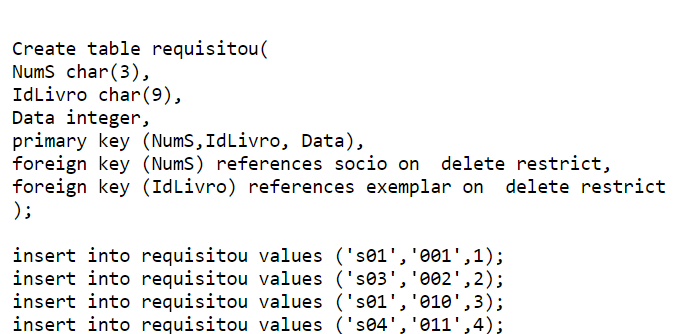 Create table requisitou(
NumS char(3),
IdLivro char(9),
Data integer,
primary key (NumS,IdLivro, Data),
foreign key (NumS) references socio on  delete restrict,
foreign key (IdLivro) references exemplar on  delete restrict
);

insert into requisitou values ('s01','001',1);
insert into requisitou values ('s03','002',2);
insert into requisitou values ('s01','010',3);
insert into requisitou values ('s04','011',4);